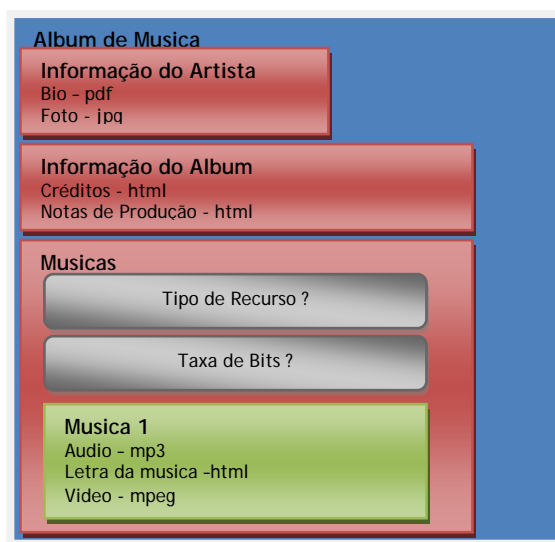 Album de Musica
Informação do Artista
Bio – pdf
Foto - jpg
Informação do Album
Créditos - html
Notas de Produção - html
Musicas
Tipo de Recurso ?
Taxa de Bits ?
Musica 1
Audio – mp3
Letra da musica -html
Video - mpeg